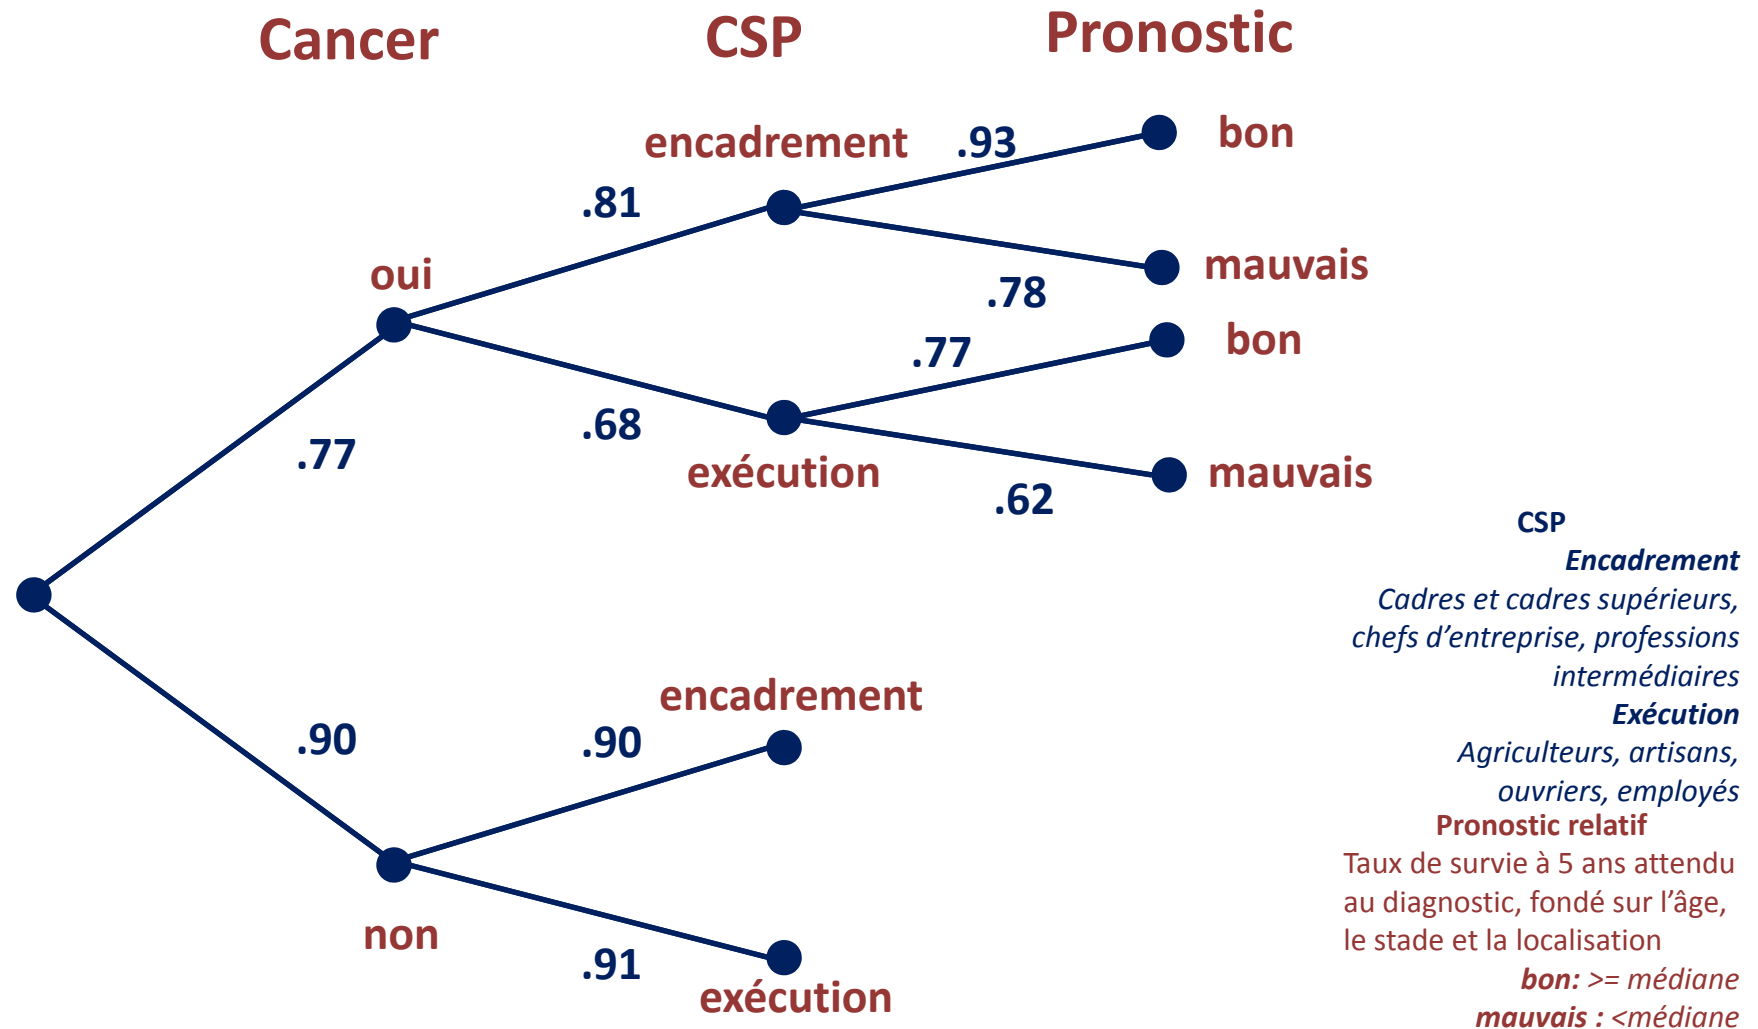 Cancer
CSP
Pronostic
encadrement
.93
bon
.81
oui
mauvais
.78
bon
.77
.68
.77
exécution
mauvais
.62
CSP
Encadrement
Cadres et cadres supérieurs,
chefs d’entreprise, professions
intermédiaires
Exécution
Agriculteurs, artisans,
ouvriers, employés
Pronostic relatif
Taux de survie à 5 ans attendu
au diagnostic, fondé sur l’âge,
le stade et la localisation
bon: >= médiane
mauvais : <médiane
encadrement
.90
.90
non
.91
exécution